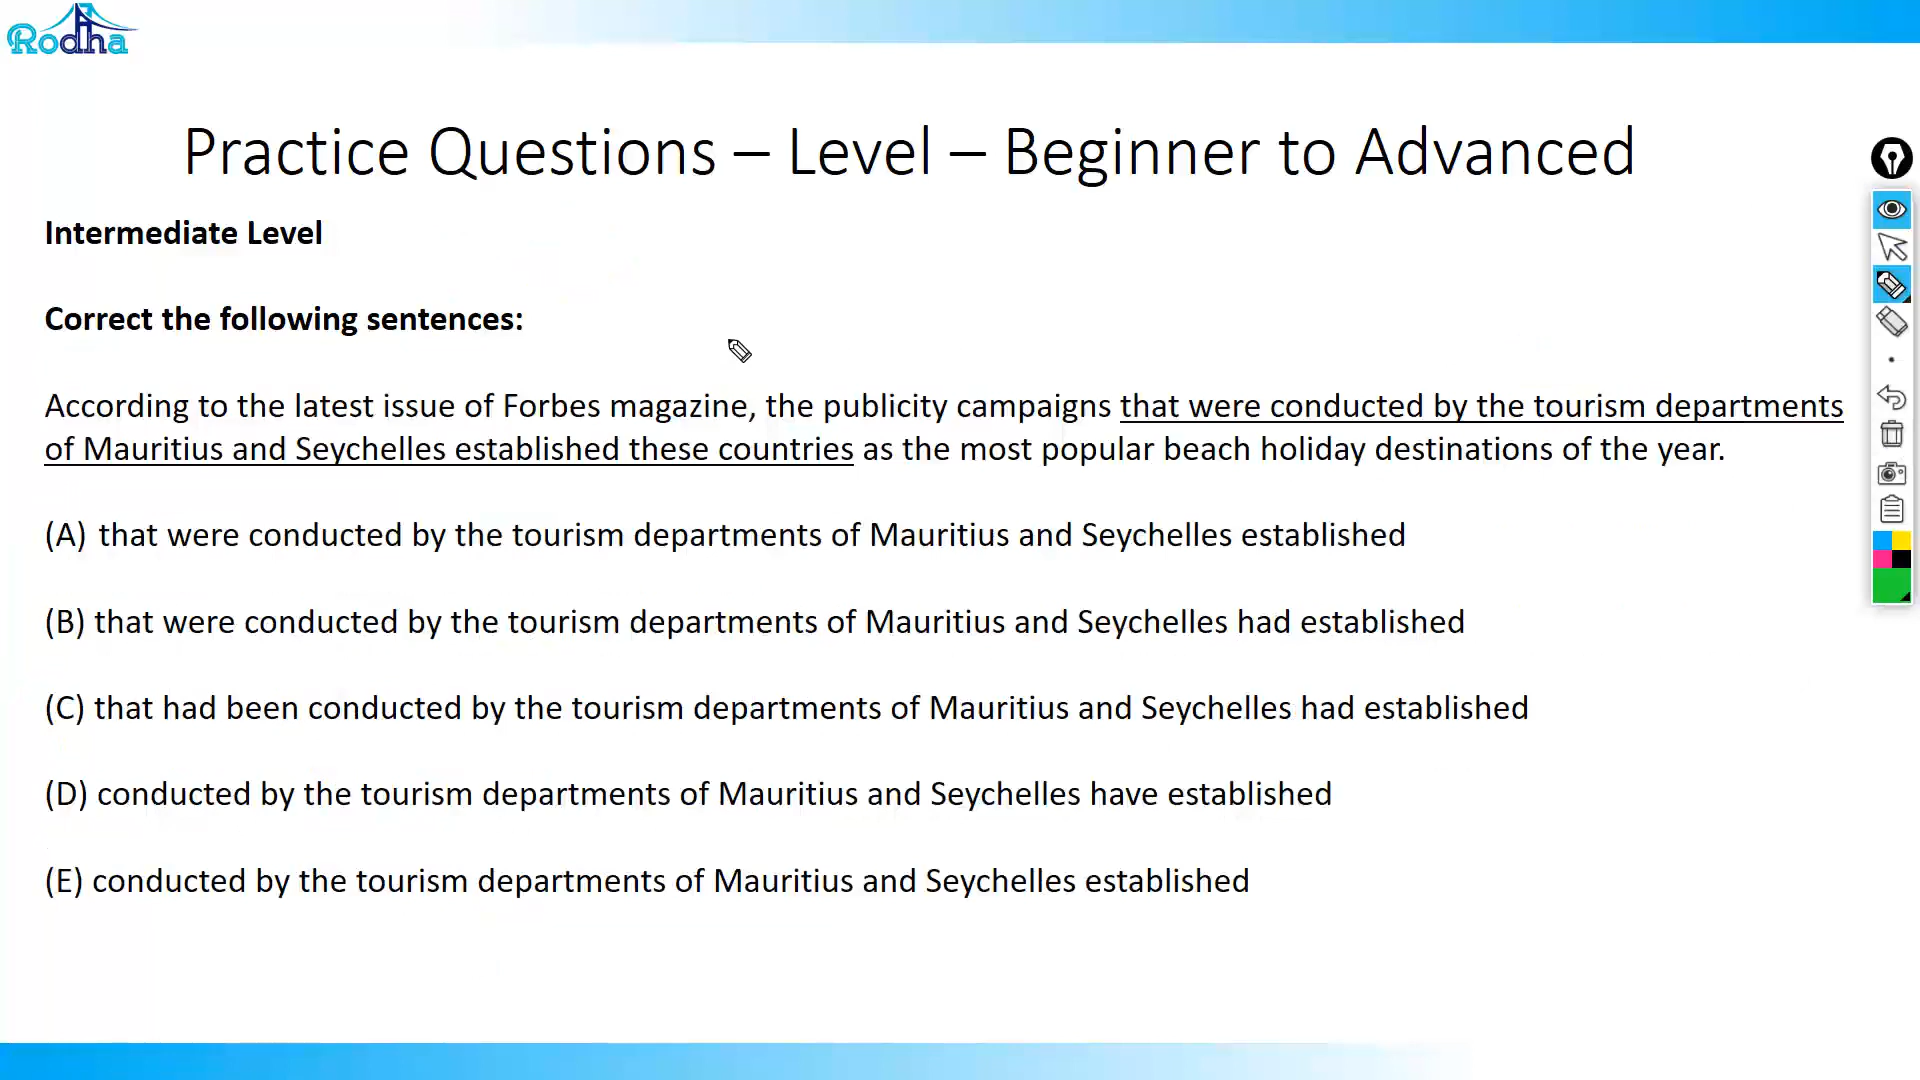 Rodha
Practice Questions – Level – Beginner to Advanced
Intermediate Level
Correct the following sentences:
According to the latest issue of Forbes magazine, the publicity campaigns that were conducted by the tourism departments
of Mauritius and Seychelles established these countries as the most popular beach holiday destinations of the year.
(A) that were conducted by the tourism departments of Mauritius and Seychelles established
(B) that were conducted by the tourism departments of Mauritius and Seychelles had established
(C) that had been conducted by the tourism departments of Mauritius and Seychelles had established
(D) conducted by the tourism departments of Mauritius and Seychelles have established
(E) conducted by the tourism departments of Mauritius and Seychelles established